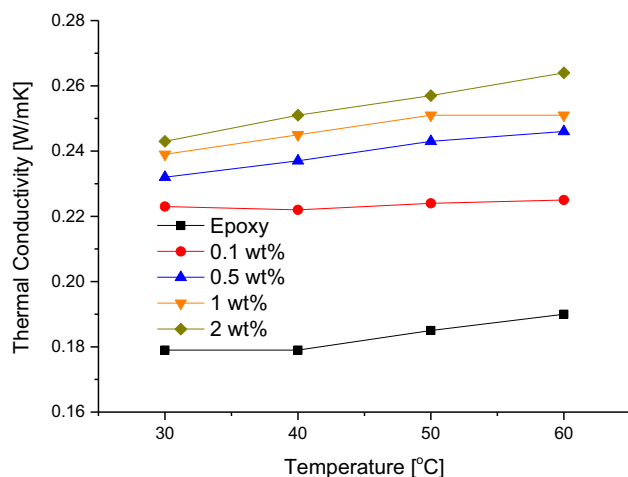 0.28
0.26
0.24
0.22
0.20
0.18
0.16
Thermal Conductivity [W/mK]
Epoxy
0.1 wt%
0.5 wt%
1 wt%
2 wt%
30 40 50 60
Temperature [°C]